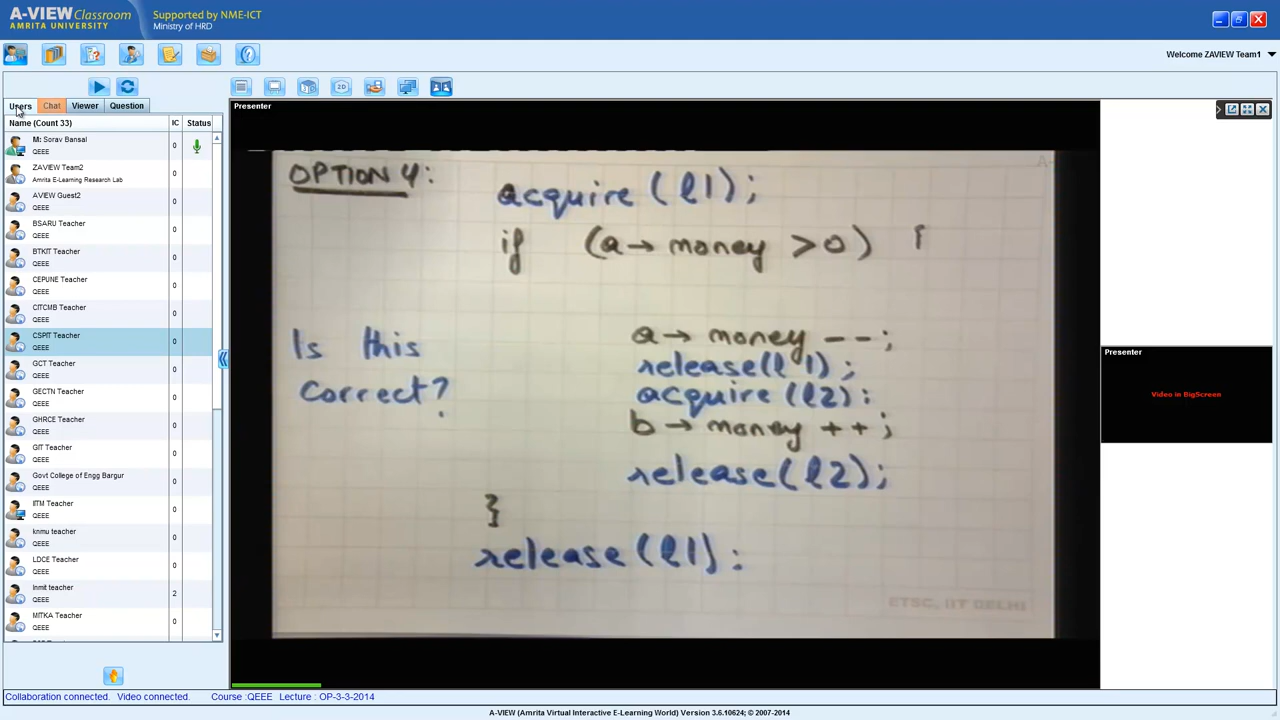 A-VIEW Classroom
AMRITA UNIVERSITY
Supported by NME-ICT
Ministry of HRD
Welcome ZAVIEW Team1
Users Chat Viewer Question
Name (Count 33) IC Status
M: Sorav Bansal
QEEE 0
ZAVIEW Team2
Amrita E-Learning Research Lab 0
AVIEW Guest2
QEEE 0
BSARU Teacher
QEEE 0
BTKIT Teacher
QEEE 0
CEPUNE Teacher
QEEE 0
CITCMB Teacher
QEEE 0
CSPIT Teacher
QEEE 0
GCT Teacher
QEEE 0
GECTN Teacher
QEEE 0
GHRCE Teacher
QEEE 0
GIT Teacher
QEEE 0
Govt College of Engg Bargur
QEEE 0
IITM Teacher
QEEE 0
knmu teacher
QEEE 0
LDCE Teacher
QEEE 0
lnmit teacher
QEEE 2
MITKA Teacher
QEEE 0
Presenter
OPTION 4:
acquire (l1);
if (a→ money >0) {
a→ money --;
release(l1);
Is this
correct?
acquire (l2);
b → money ++;
release(l2);
}
release(l1);
ETSC, IIT DELHI
Presenter
Video in BigScreen
Collaboration connected. Video connected. Course :QEEE Lecture : OP-3-3-2014
A-VIEW (Amrita Virtual Interactive E-Learning World) Version 3.6.10624; © 2007-2014